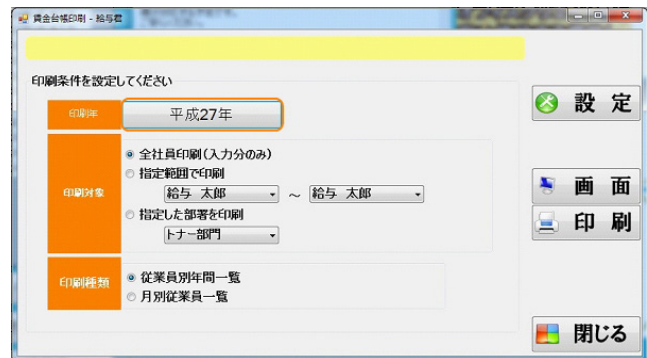 賃金台帳印刷 - 給与君
印刷条件を設定してください
印刷年 平成27年
設 定
印刷対象
全社員印刷(入力分のみ)
指定範囲で印刷
給与 太郎 ～ 給与 太郎
指定した部署を印刷
トナー部門
画 面
印 刷
印刷種類
従業員別年間一覧
月別従業員一覧
閉じる